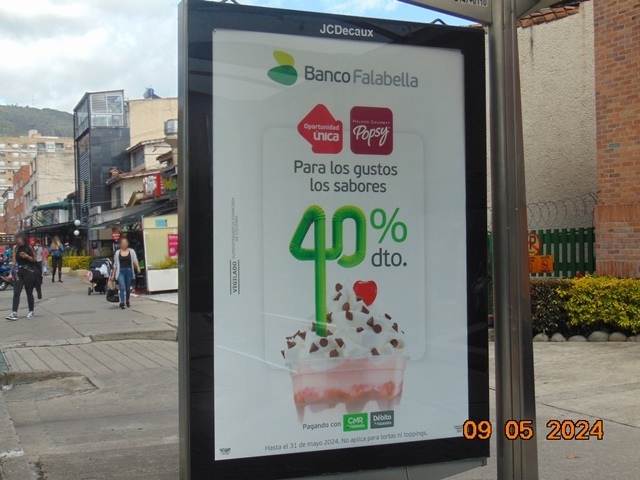 JCDecaux
Banco Falabella
Oportunidad
única
HELADO GOURMET
Popsy
Para los gustos
los sabores
40% dto.
VIGILADO
Pagando con
CMR
Débito
Hasta el 31 de mayo 2024. No aplica para tortas ni toppings.
09 05 2024